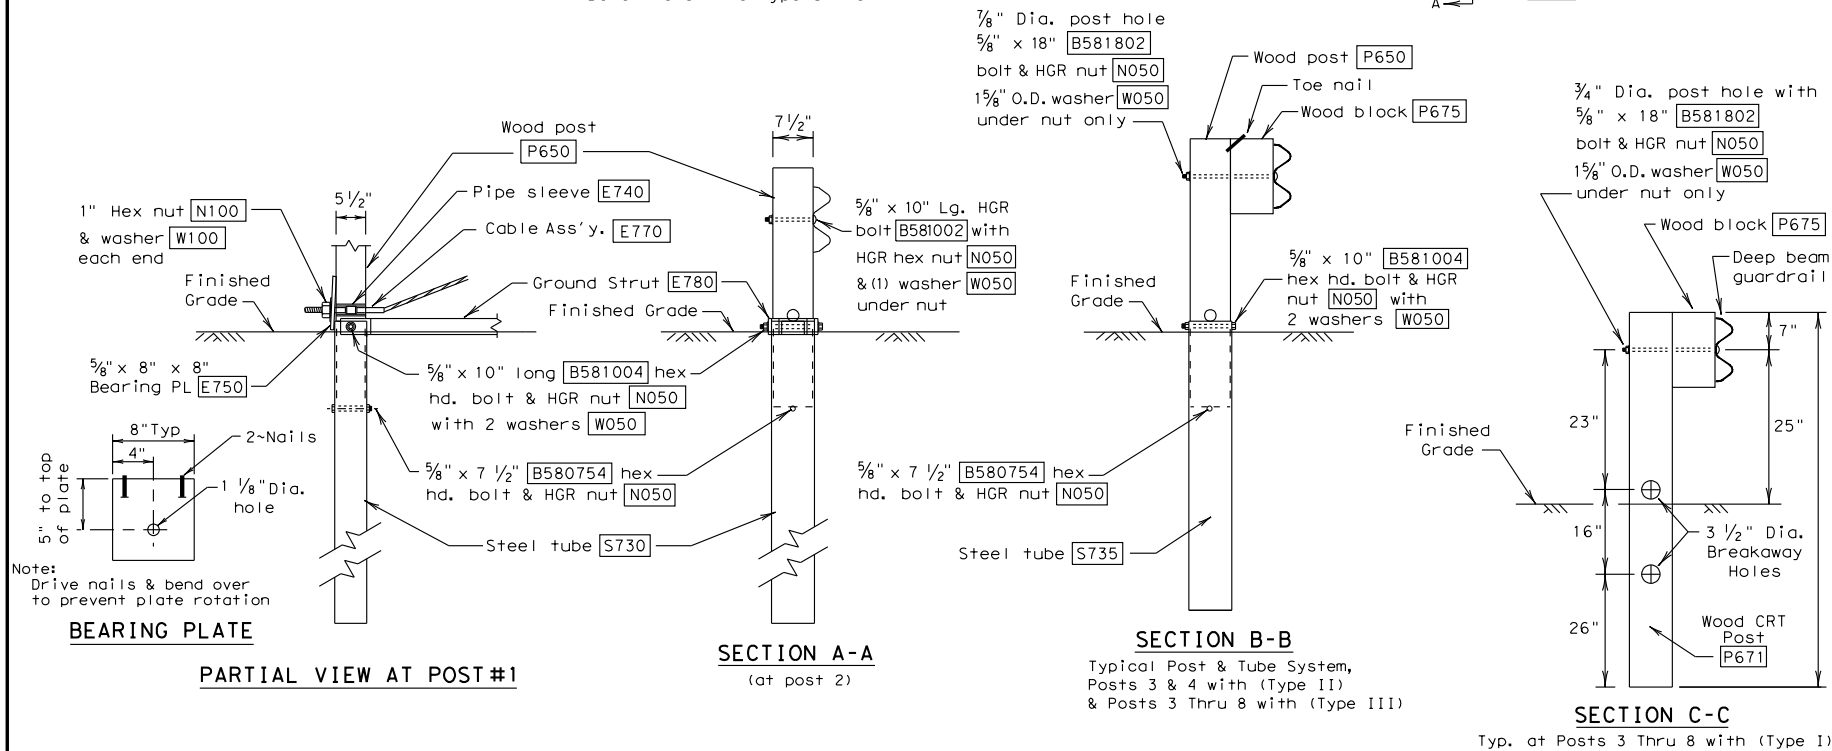 A
7/8" Dia. post hole
5/8" x 18" B581802
bolt & HGR nut N050
1 5/8" O.D. washer W050
under nut only
Wood post P650
Toe nail
Wood block P675
3/4" Dia. post hole with
5/8" x 18" B581802
bolt & HGR nut N050
1 5/8" O.D. washer W050
under nut only
Wood block P675
Deep beam
guardrail
Wood post
P650
7 1/2"
Pipe sleeve E740
5 1/2"
Cable Ass'y. E770
1" Hex nut N100
& washer W100
each end
5/8" x 10" Lg. HGR
bolt B581002 with
HGR hex nut N050
& (1) washer W050
under nut
Finished
Grade
Ground Strut E780
Finished Grade
Finished
Grade
5/8" x 10" B581004
hex hd. bolt & HGR
nut N050 with
2 washers W050
5/8" x 8" x 8"
Bearing PL E750
5/8" x 10" long B581004 hex
hd. bolt & HGR nut N050
with 2 washers W050
8" Typ
4"
2~Nails
5" to top
of plate
1 1/8" Dia.
hole
5/8" x 7 1/2" B580754 hex
hd. bolt & HGR nut N050
5/8" x 7 1/2" B580754 hex
hd. bolt & HGR nut N050
Steel tube S730
Steel tube S735
7"
23"
25"
Finished
Grade
16"
3 1/2" Dia.
Breakaway
Holes
26"
Wood CRT
Post
P671
Note:
Drive nails & bend over
to prevent plate rotation
BEARING PLATE
PARTIAL VIEW AT POST #1
SECTION A-A
(at post 2)
SECTION B-B
Typical Post & Tube System,
Posts 3 & 4 with (Type II)
& Posts 3 Thru 8 with (Type III)
SECTION C-C
Typ. at Posts 3 Thru 8 with (Type I)